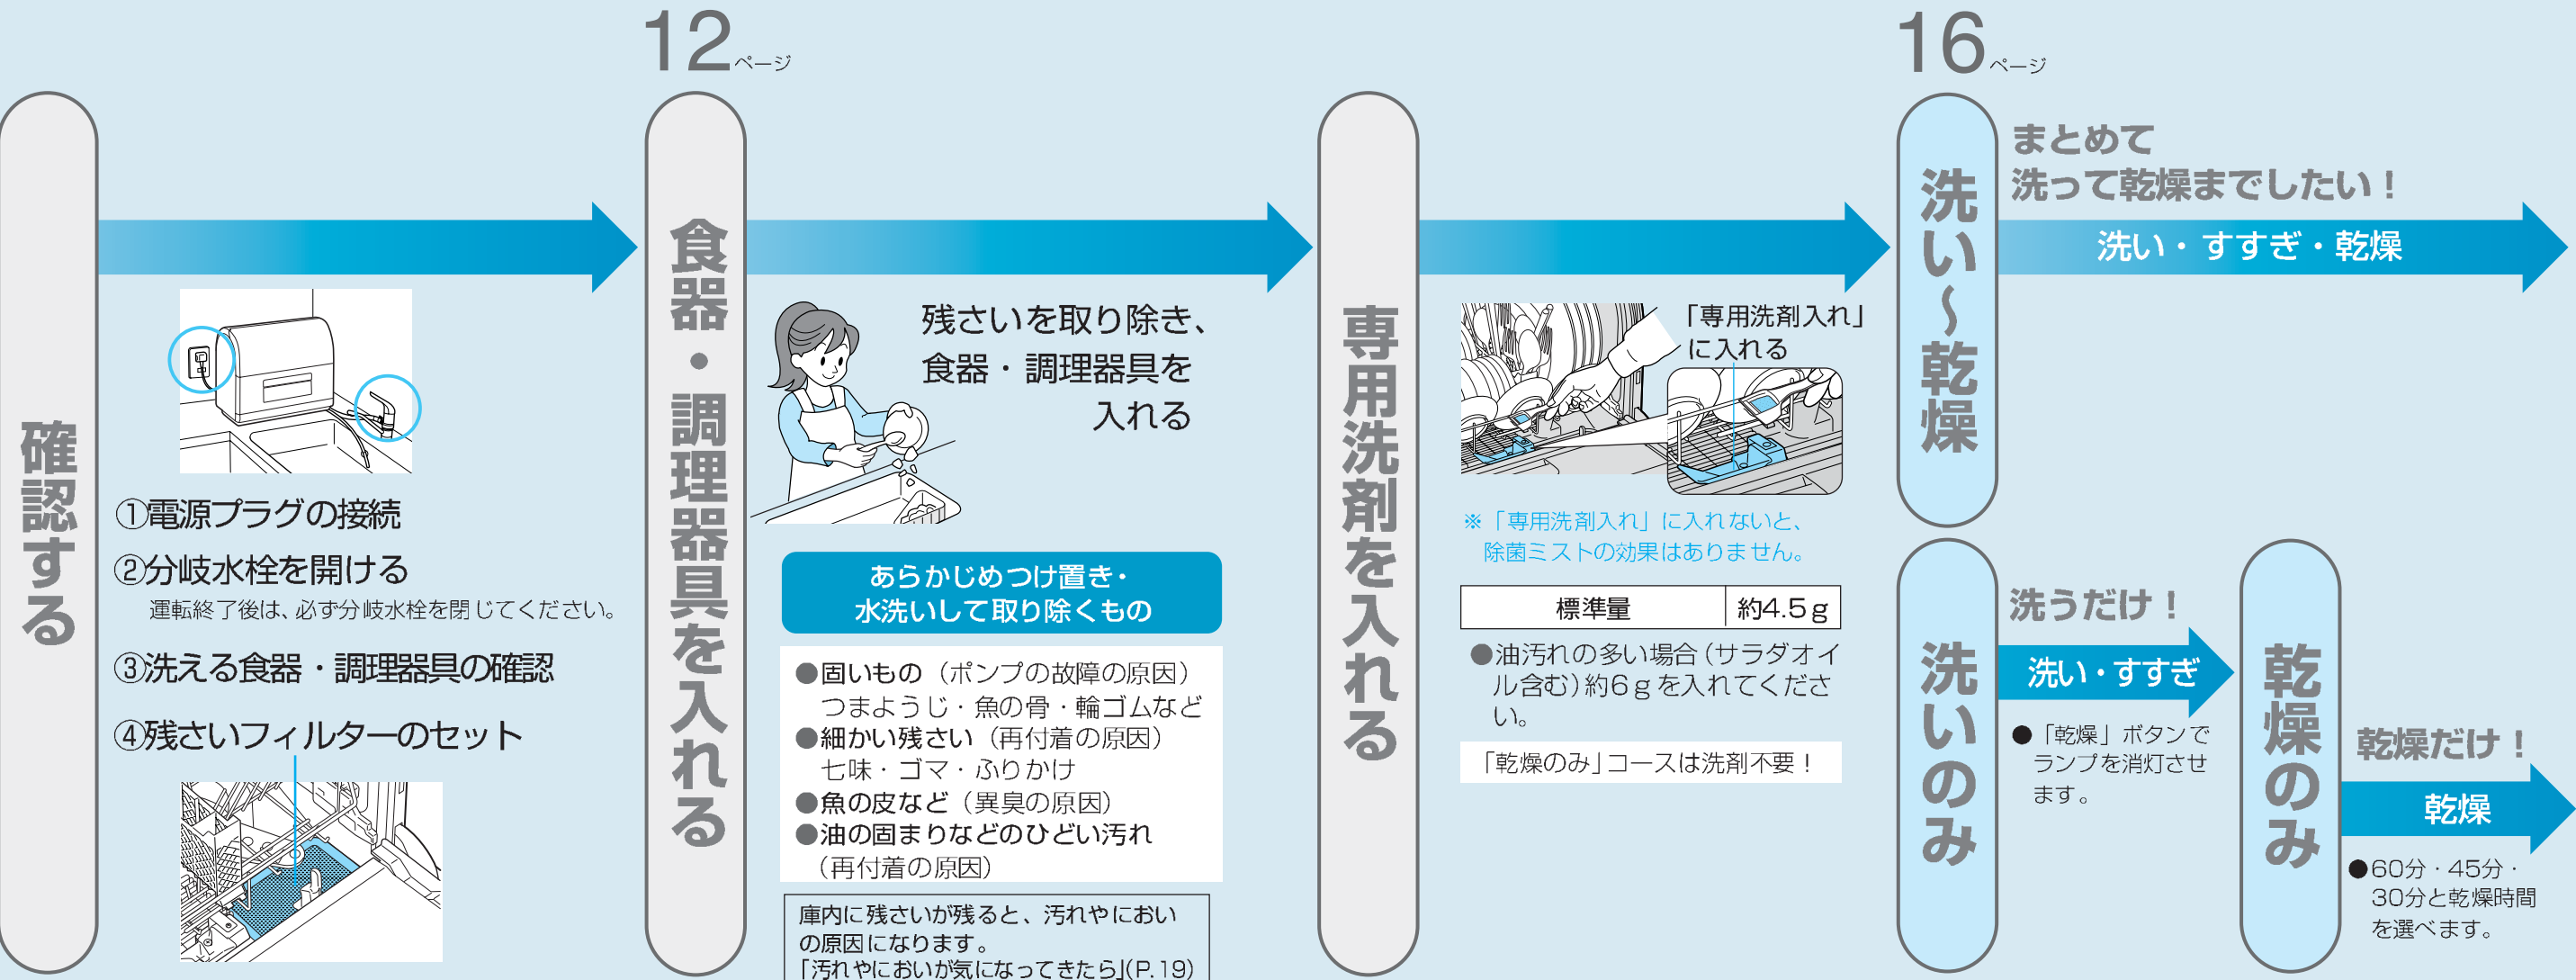 確認する
①電源プラグの接続
②分岐水栓を開ける
運転終了後は、必ず分岐水栓を閉じてください。
③洗える食器・調理器具の確認
④残さいフィルターのセット
12ページ
食器・調理器具を入れる
残さいを取り除き、
食器・調理器具を
入れる
あらかじめつけ置き・
水洗いして取り除くもの
●固いもの（ポンプの故障の原因）
つまようじ・魚の骨・輪ゴムなど
●細かい残さい（再付着の原因）
七味・ゴマ・ふりかけ
●魚の皮など（異臭の原因）
●油の固まりなどのひどい汚れ
（再付着の原因）
庫内に残さいが残ると、汚れやにおい
の原因になります。
「汚れやにおいが気になってきたら」(P.19)
専用洗剤を入れる
「専用洗剤入れ」
に入れる
※「専用洗剤入れ」に入れないと、
除菌ミストの効果はありません。
標準量 約4.5g
●油汚れの多い場合（サラダオイ
ル含む）約6gを入れてくださ
い。
「乾燥のみ」コースは洗剤不要！
16ページ
洗い～乾燥
まとめて
洗って乾燥までしたい！
洗い・すすぎ・乾燥
洗いのみ
洗うだけ！
洗い・すすぎ
●「乾燥」ボタンで
ランプを消灯させ
ます。
乾燥のみ
乾燥だけ！
乾燥
●60分・45分・
30分と乾燥時間
を選べます。